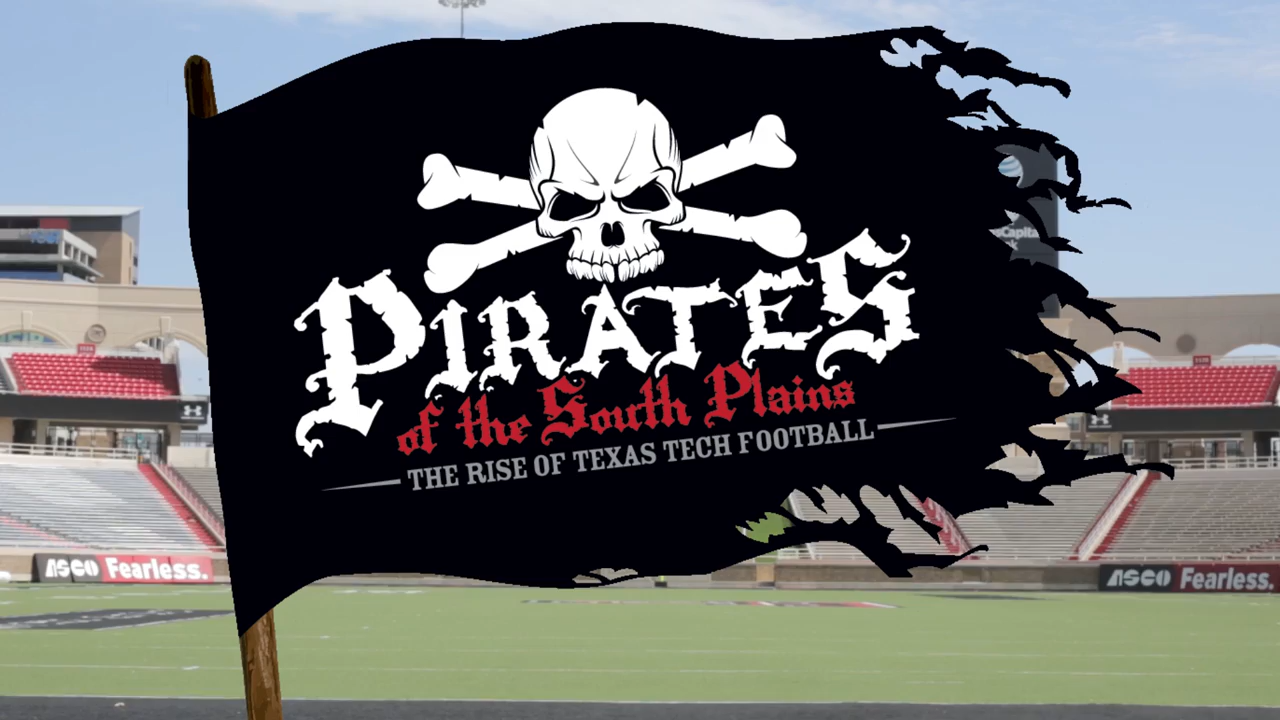 PIRATES
of the South Plains
THE RISE OF TEXAS TECH FOOTBALL
ASCO Fearless.
ASCO Fearless.